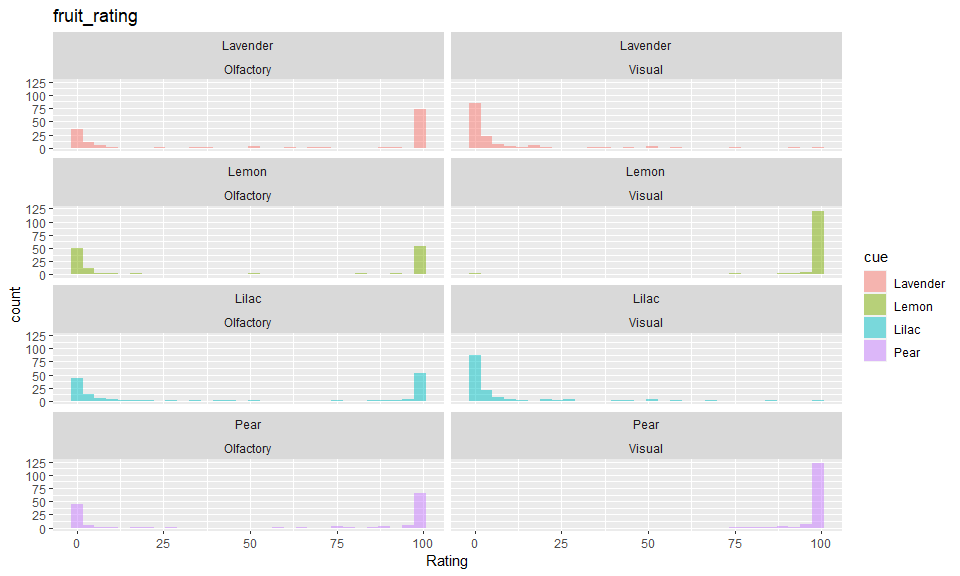 fruit_rating
Lavender
Olfactory
Lavender
Visual
125
100
75
50
25
0
Lemon
Olfactory
Lemon
Visual
125
100
75
50
25
0
Lilac
Olfactory
Lilac
Visual
125
100
75
50
25
0
Pear
Olfactory
Pear
Visual
125
100
75
50
25
0
0 25 50 75 100
0 25 50 75 100
Rating
count
cue
Lavender
Lemon
Lilac
Pear